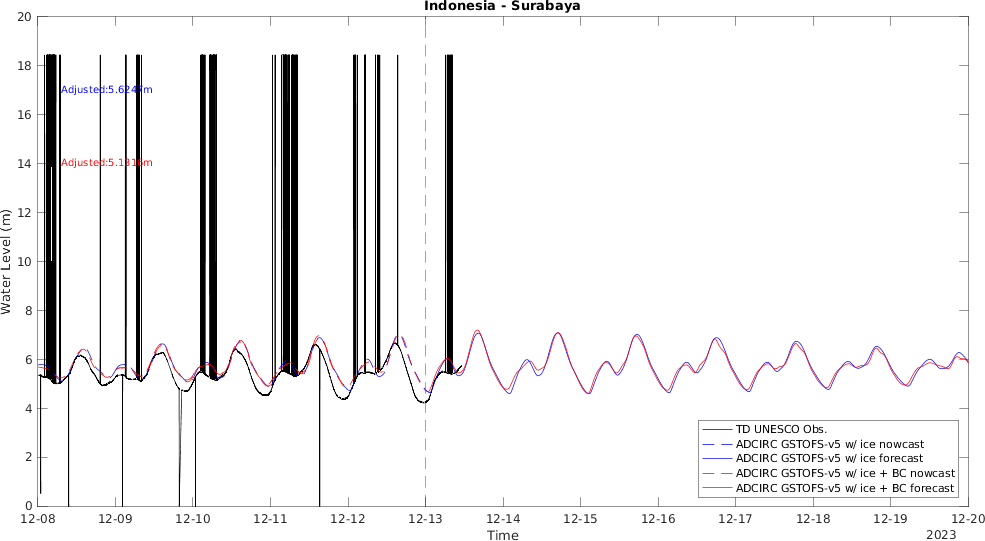 Indonesia - Surabaya
20
18
16
14
12
10
8
6
4
2
0
Water Level (m)
Adjusted:5.6247m
Adjusted:
12-08
12-09
12-10
12-11
12-12
12-13
12-14
12-15
12-16
12-17
12-18
12-19
12-20
2023
Time
TD UNESCO Obs.
ADCIRC GSTOFS-v5 w/ ice nowcast
ADCIRC GSTOFS-v5 w/ ice forecast
ADCIRC GSTOFS-v5 w/ ice + BC nowcast
ADCIRC GSTOFS-v5 w/ ice + BC forecast